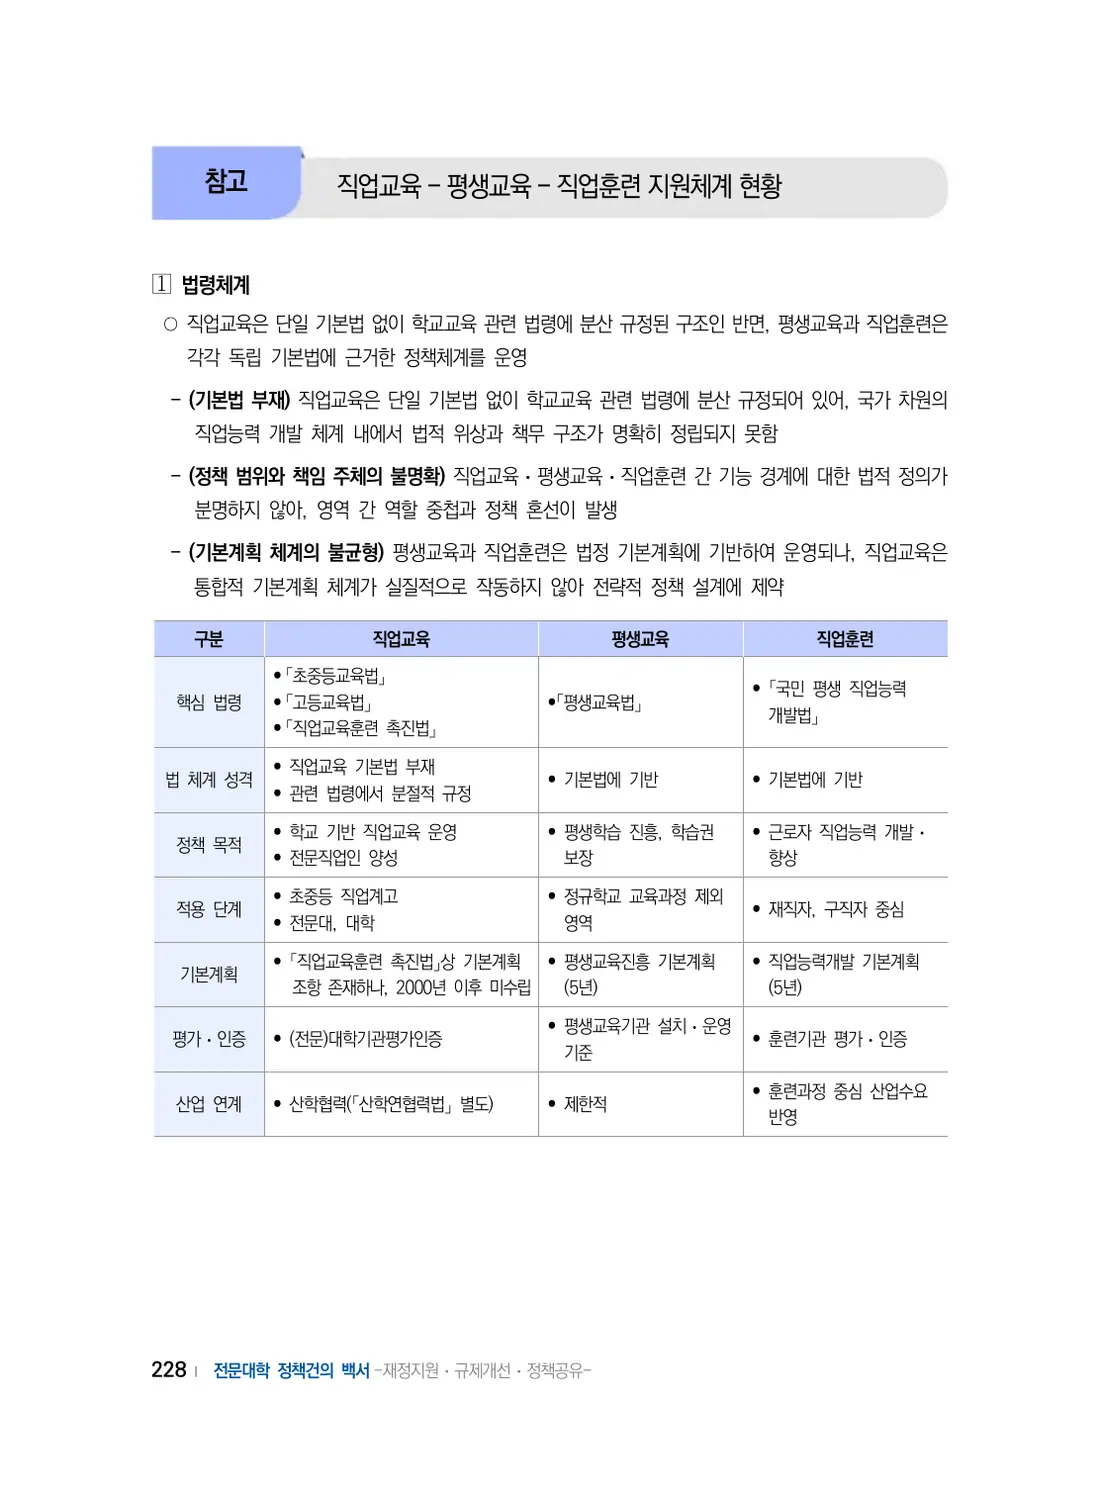 참고
직업교육 - 평생교육 - 직업훈련 지원체계 현황
1 법령체계
○ 직업교육은 단일 기본법 없이 학교교육 관련 법령에 분산 규정된 구조인 반면, 평생교육과 직업훈련은
각각 독립 기본법에 근거한 정책체계를 운영
- (기본법 부재) 직업교육은 단일 기본법 없이 학교교육 관련 법령에 분산 규정되어 있어, 국가 차원의
직업능력 개발 체계 내에서 법적 위상과 책무 구조가 명확히 정립되지 못함
- (정책 범위와 책임 주체의 불명확) 직업교육·평생교육·직업훈련 간 기능 경계에 대한 법적 정의가
분명하지 않아, 영역 간 역할 중첩과 정책 혼선이 발생
- (기본계획 체계의 불균형) 평생교육과 직업훈련은 법정 기본계획에 기반하여 운영되나, 직업교육은
통합적 기본계획 체계가 실질적으로 작동하지 않아 전략적 정책 설계에 제약
구분 직업교육 평생교육 직업훈련
핵심 법령
•「초중등교육법」
•「고등교육법」
•「직업교육훈련 촉진법」
•「평생교육법」
• 「국민 평생 직업능력
개발법」
법 체계 성격
• 직업교육 기본법 부재
• 관련 법령에서 분절적 규정
• 기본법에 기반
• 기본법에 기반
정책 목적
• 학교 기반 직업교육 운영
• 전문직업인 양성
• 평생학습 진흥, 학습권
보장
• 근로자 직업능력 개발·
향상
적용 단계
• 초중등 직업계고
• 전문대, 대학
• 정규학교 교육과정 제외
영역
• 재직자, 구직자 중심
기본계획
• 「직업교육훈련 촉진법」상 기본계획
조항 존재하나, 2000년 이후 미수립
• 평생교육진흥 기본계획
(5년)
• 직업능력개발 기본계획
(5년)
평가·인증
• (전문)대학기관평가인증
• 평생교육기관 설치·운영
기준
• 훈련기관 평가·인증
산업 연계
• 산학협력(「산학연협력법」 별도)
• 제한적
• 훈련과정 중심 산업수요
반영
228 | 전문대학 정책건의 백서 -재정지원·규제개선·정책공유-